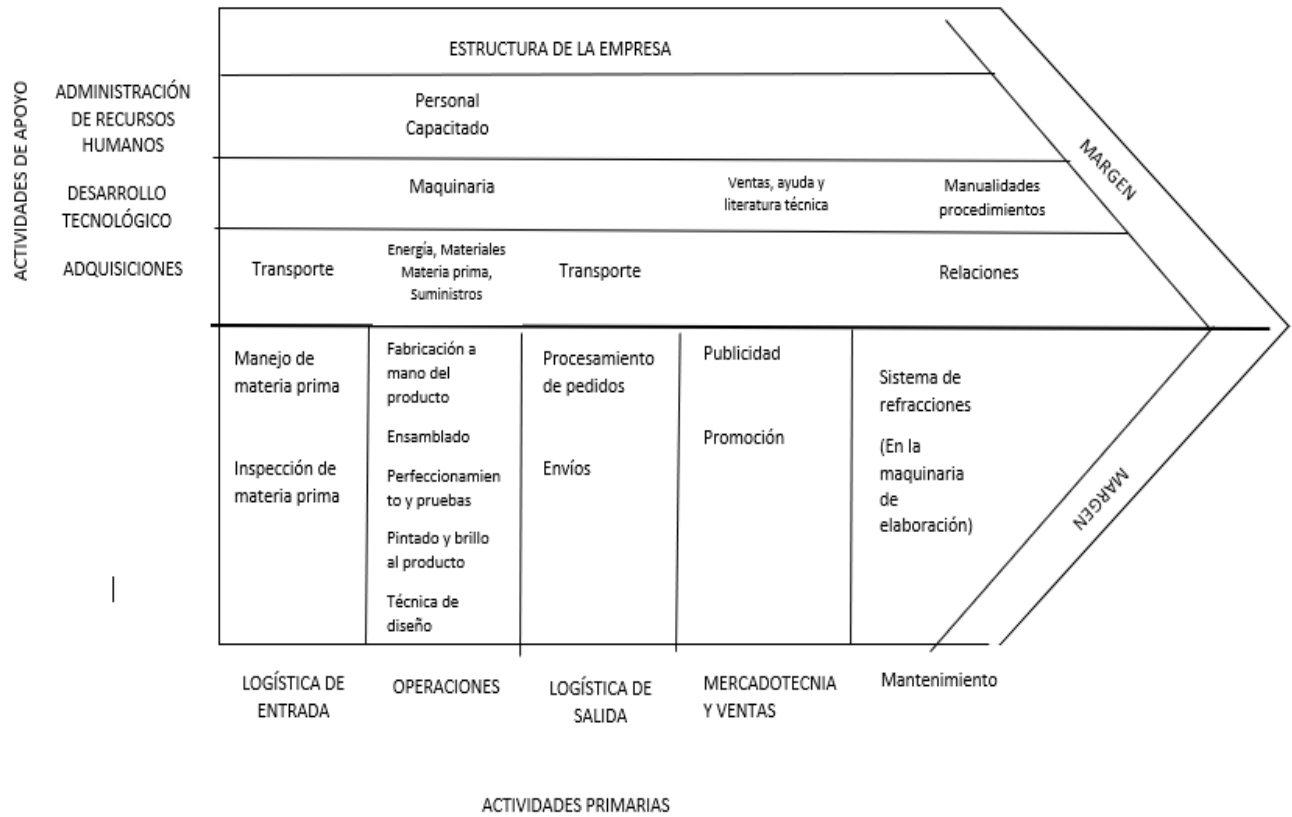 ESTRUCTURA DE LA EMPRESA
ACTIVIDADES DE APOYO
ADMINISTRACIÓN
DE RECURSOS
HUMANOS
Personal
Capacitado
DESARROLLO
TECNOLÓGICO
Maquinaria
Ventas, ayuda y
literatura técnica
Manualidades
procedimientos
ADQUISICIONES
Transporte
Energía, Materiales
Materia prima,
Suministros
Transporte
Relaciones
MARGEN
Manejo de
materia prima
Inspección de
materia prima
Fabricación a
mano del
producto
Ensamblado
Perfeccionamien
to y pruebas
Pintado y brillo
al producto
Técnica de
diseño
Procesamiento
de pedidos
Envíos
Publicidad
Promoción
Sistema de
refracciones
(En la
maquinaria
de
elaboración)
MARGEN
LOGÍSTICA DE
ENTRADA
OPERACIONES
LOGÍSTICA DE
SALIDA
MERCADOTECNIA
Y VENTAS
Mantenimiento
ACTIVIDADES PRIMARIAS